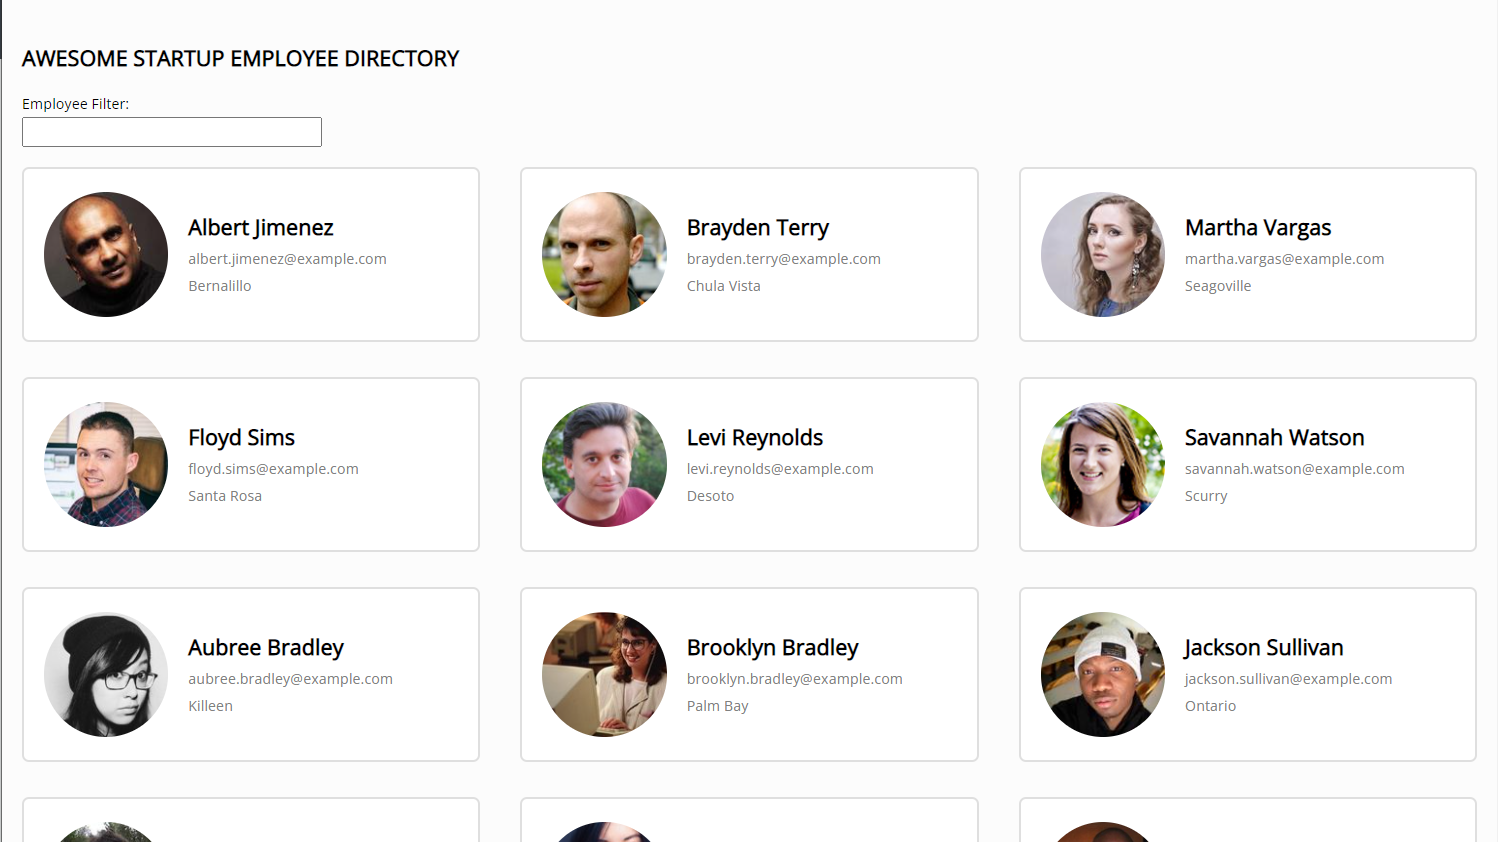 AWESOME STARTUP EMPLOYEE DIRECTORY
Employee Filter:
Albert Jimenez
albert.jimenez@example.com
Bernalillo
Brayden Terry
brayden.terry@example.com
Chula Vista
Martha Vargas
martha.vargas@example.com
Seagoville
Floyd Sims
floyd.sims@example.com
Santa Rosa
Levi Reynolds
levi.reynolds@example.com
Desoto
Savannah Watson
savannah.watson@example.com
Scurry
Aubree Bradley
aubree.bradley@example.com
Killeen
Brooklyn Bradley
brooklyn.bradley@example.com
Palm Bay
Jackson Sullivan
jackson.sullivan@example.com
Ontario